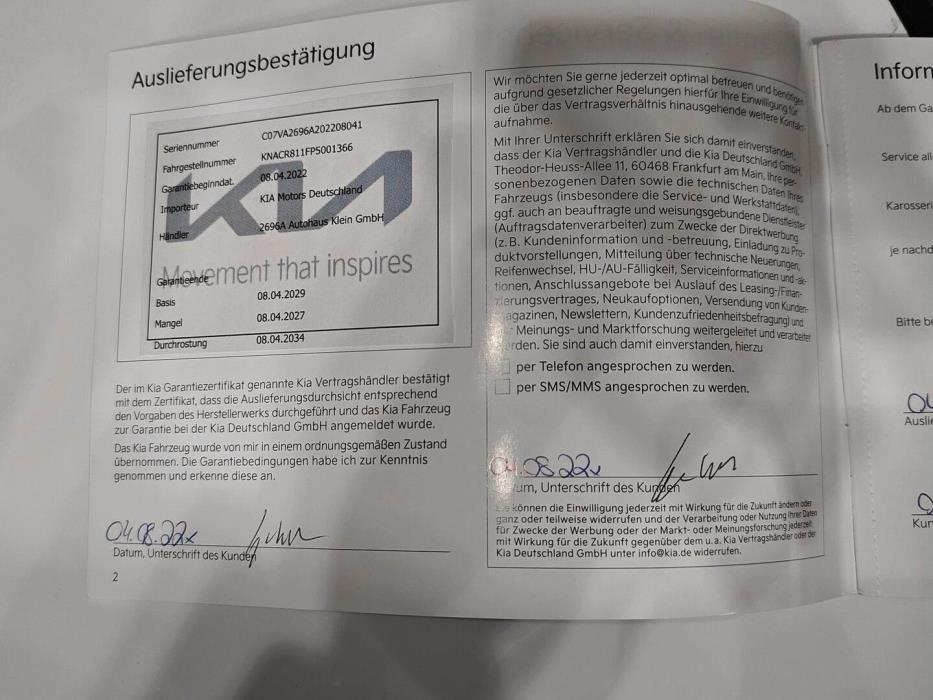 Auslieferungsbestätigung
Seriennummer C07VA2696A202208041
Fahrgestellnummer KNACR811FP5001366
Garantiebeginndat. 08.04.2022
Importeur KIA Motors Deutschland
Händler 2696A Autohaus Klein GmbH
KIA
Movement that inspires
Garantieende
Basis 08.04.2029
Mangel 08.04.2027
Durchrostung 08.04.2034
Der im Kia Garantiezertifikat genannte Kia Vertragshändler bestätigt
mit dem Zertifikat, dass die Auslieferungsdurchsicht entsprechend
den Vorgaben des Herstellerwerks durchgeführt und das Kia Fahrzeug
zur Garantie bei der Kia Deutschland GmbH angemeldet wurde.
Das Kia Fahrzeug wurde von mir in einem ordnungsgemäßen Zustand
übernommen. Die Garantiebedingungen habe ich zur Kenntnis
genommen und erkenne diese an.
04.08.22
Datum, Unterschrift des Kunden
2
Wir möchten Sie gerne jederzeit optimal betreuen und benötigen
aufgrund gesetzlicher Regelungen hierfür Ihre Einwilligung für
die über das Vertragsverhältnis hinausgehende weitere Kontakt-
aufnahme.
Mit Ihrer Unterschrift erklären Sie sich damit einverstanden,
dass der Kia Vertragshändler und die Kia Deutschland GmbH,
Theodor-Heuss-Allee 11, 60468 Frankfurt am Main, Ihre per-
sonenbezogenen Daten sowie die technischen Daten Ihres
Fahrzeugs (insbesondere die Service- und Werkstattdaten),
ggf. auch an beauftragte und weisungsgebundene Dienstleister
(Auftragsdatenverarbeiter) zum Zwecke der Direktwerbung
(z. B. Kundeninformation und -betreuung, Einladung zu Pro-
duktvorstellungen, Mitteilung über technische Neuerungen,
Reifenwechsel, HU-/AU-Fälligkeit, Serviceinformationen und -ak-
tionen, Anschlussangebote bei Auslauf des Leasing-/Finan-
zierungsvertrages, Neukaufoptionen, Versendung von Kunden-
magazinen, Newslettern, Kundenzufriedenheitsbefragung) und
Meinungs- und Marktforschung weitergeleitet und verarbeitet
werden. Sie sind auch damit einverstanden, hierzu
per Telefon angesprochen zu werden.
per SMS/MMS angesprochen zu werden.
04.08.22
Datum, Unterschrift des Kunden
Sie können die Einwilligung jederzeit mit Wirkung für die Zukunft ändern oder
ganz oder teilweise widerrufen und der Verarbeitung oder Nutzung Ihrer Daten
für Zwecke der Werbung oder der Markt- oder Meinungsforschung jederzeit
mit Wirkung für die Zukunft gegenüber dem u. a. Kia Vertragshändler oder der
Kia Deutschland GmbH unter info@kia.de widerrufen.
Inform
Ab dem Ga
Service all
Karosseri
je nachd
Bitte be
04
Auslie
Kun